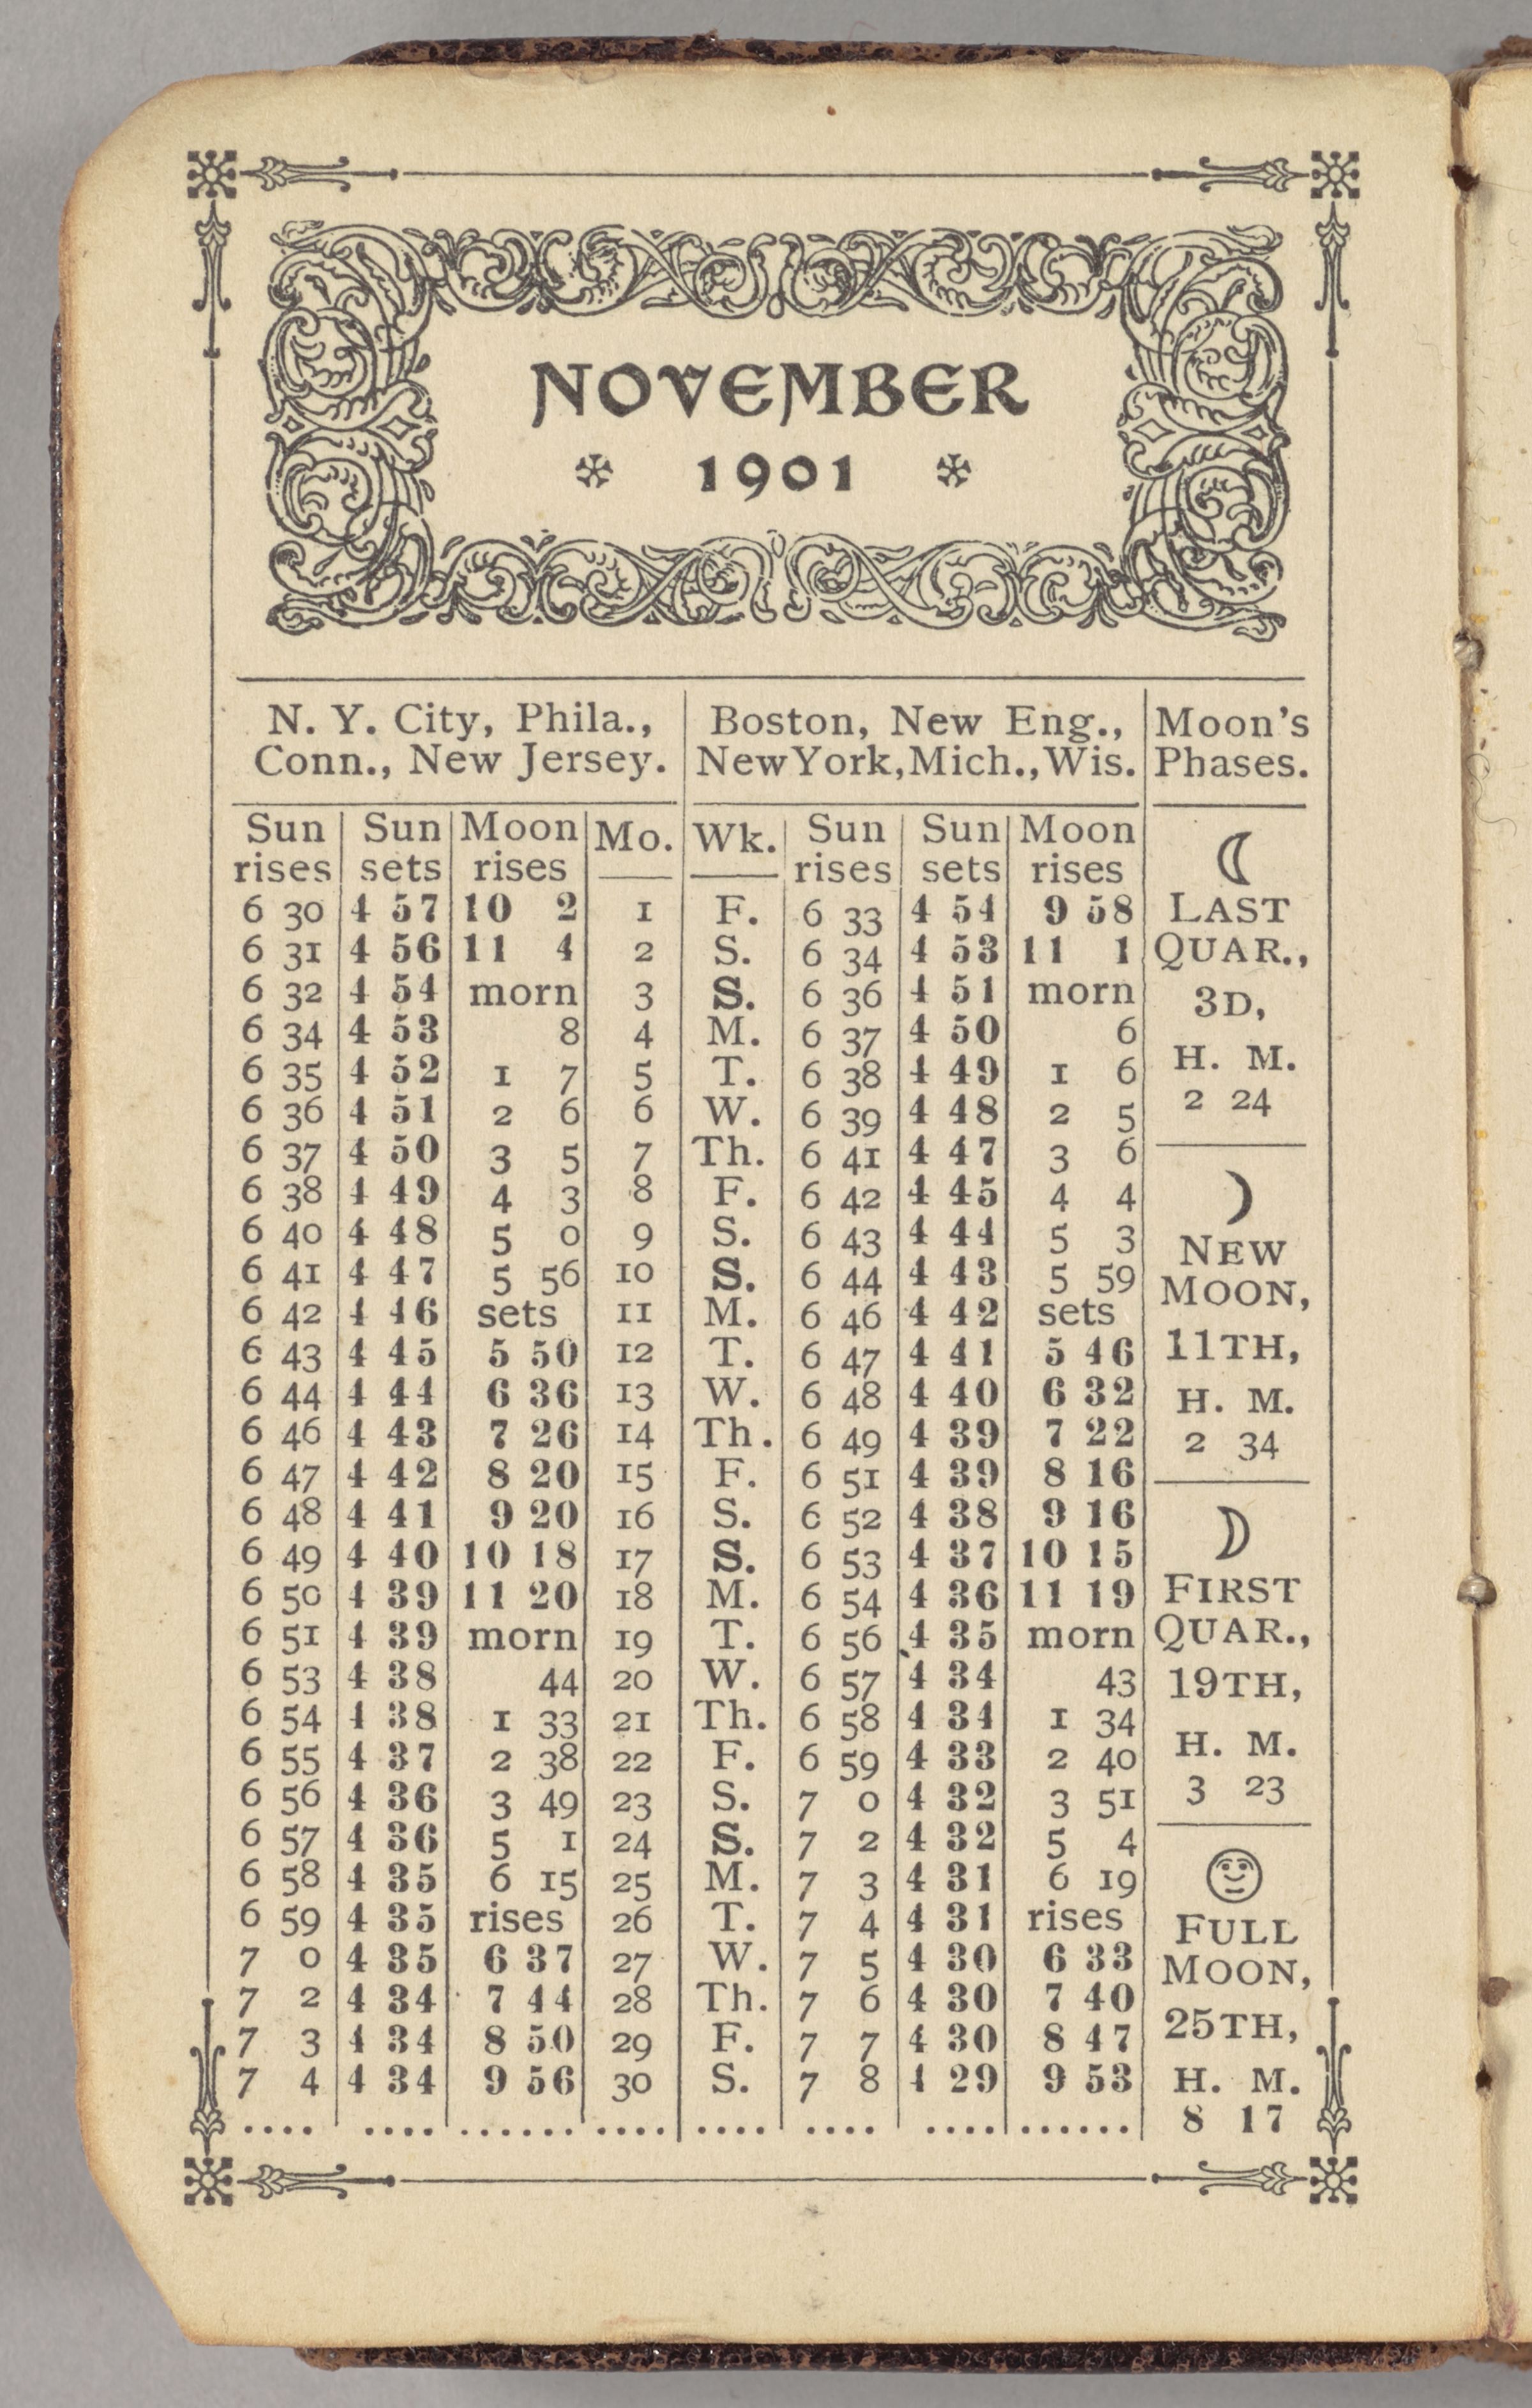 NOVEMBER
1901
N. Y. City, Phila., Boston, New Eng., Moon's
Conn., New Jersey. New York, Mich., Wis. Phases.
Sun Sun Moon Mo. Wk. Sun Sun Moon
rises sets rises rises sets rises
6 30 4 57 10 2 1 F. 6 33 4 54 9 58 LAST
6 31 4 56 11 4 2 S. 6 34 4 53 11 1 QUAR.,
6 32 4 54 morn 3 S. 6 36 4 51 morn 3D,
6 34 4 53 8 4 M. 6 37 4 50 6
6 35 4 52 1 7 5 T. 6 38 4 49 1 6 H. M.
6 36 4 51 2 6 6 W. 6 39 4 48 2 5 2 24
6 37 4 50 3 5 7 Th. 6 41 4 47 3 6
6 38 4 49 4 3 8 F. 6 42 4 45 4 4
6 40 4 48 5 0 9 S. 6 43 4 44 5 3 NEW
6 41 4 47 5 56 10 S. 6 44 4 43 5 59 MOON,
6 42 4 46 sets 11 M. 6 46 4 42 sets
6 43 4 45 5 50 12 T. 6 47 4 41 5 46 11TH,
6 44 4 44 6 36 13 W. 6 48 4 40 6 32 H. M.
6 46 4 43 7 26 14 Th. 6 49 4 39 7 22 2 34
6 47 4 42 8 20 15 F. 6 51 4 39 8 16
6 48 4 41 9 20 16 S. 6 52 4 38 9 16
6 49 4 40 10 18 17 S. 6 53 4 37 10 15
6 50 4 39 11 20 18 M. 6 54 4 36 11 19 FIRST
6 51 4 39 morn 19 T. 6 56 4 35 morn QUAR.,
6 53 4 38 44 20 W. 6 57 4 34 43 19TH,
6 54 4 38 1 33 21 Th. 6 58 4 34 1 34
6 55 4 37 2 38 22 F. 6 59 4 33 2 40 H. M.
6 56 4 36 3 49 23 S. 7 0 4 32 3 51 3 23
6 57 4 36 5 1 24 S. 7 2 4 32 5 4
6 58 4 35 6 15 25 M. 7 3 4 31 6 19
6 59 4 35 rises 26 T. 7 4 4 31 rises FULL
7 0 4 35 6 37 27 W. 7 5 4 30 6 33 MOON,
7 2 4 34 7 44 28 Th. 7 6 4 30 7 40 25TH,
7 3 4 34 8 50 29 F. 7 7 4 30 8 47
7 4 4 34 9 56 30 S. 7 8 4 29 9 53 H. M.
.... .... ...... .... .... .... .... ...... 8 17